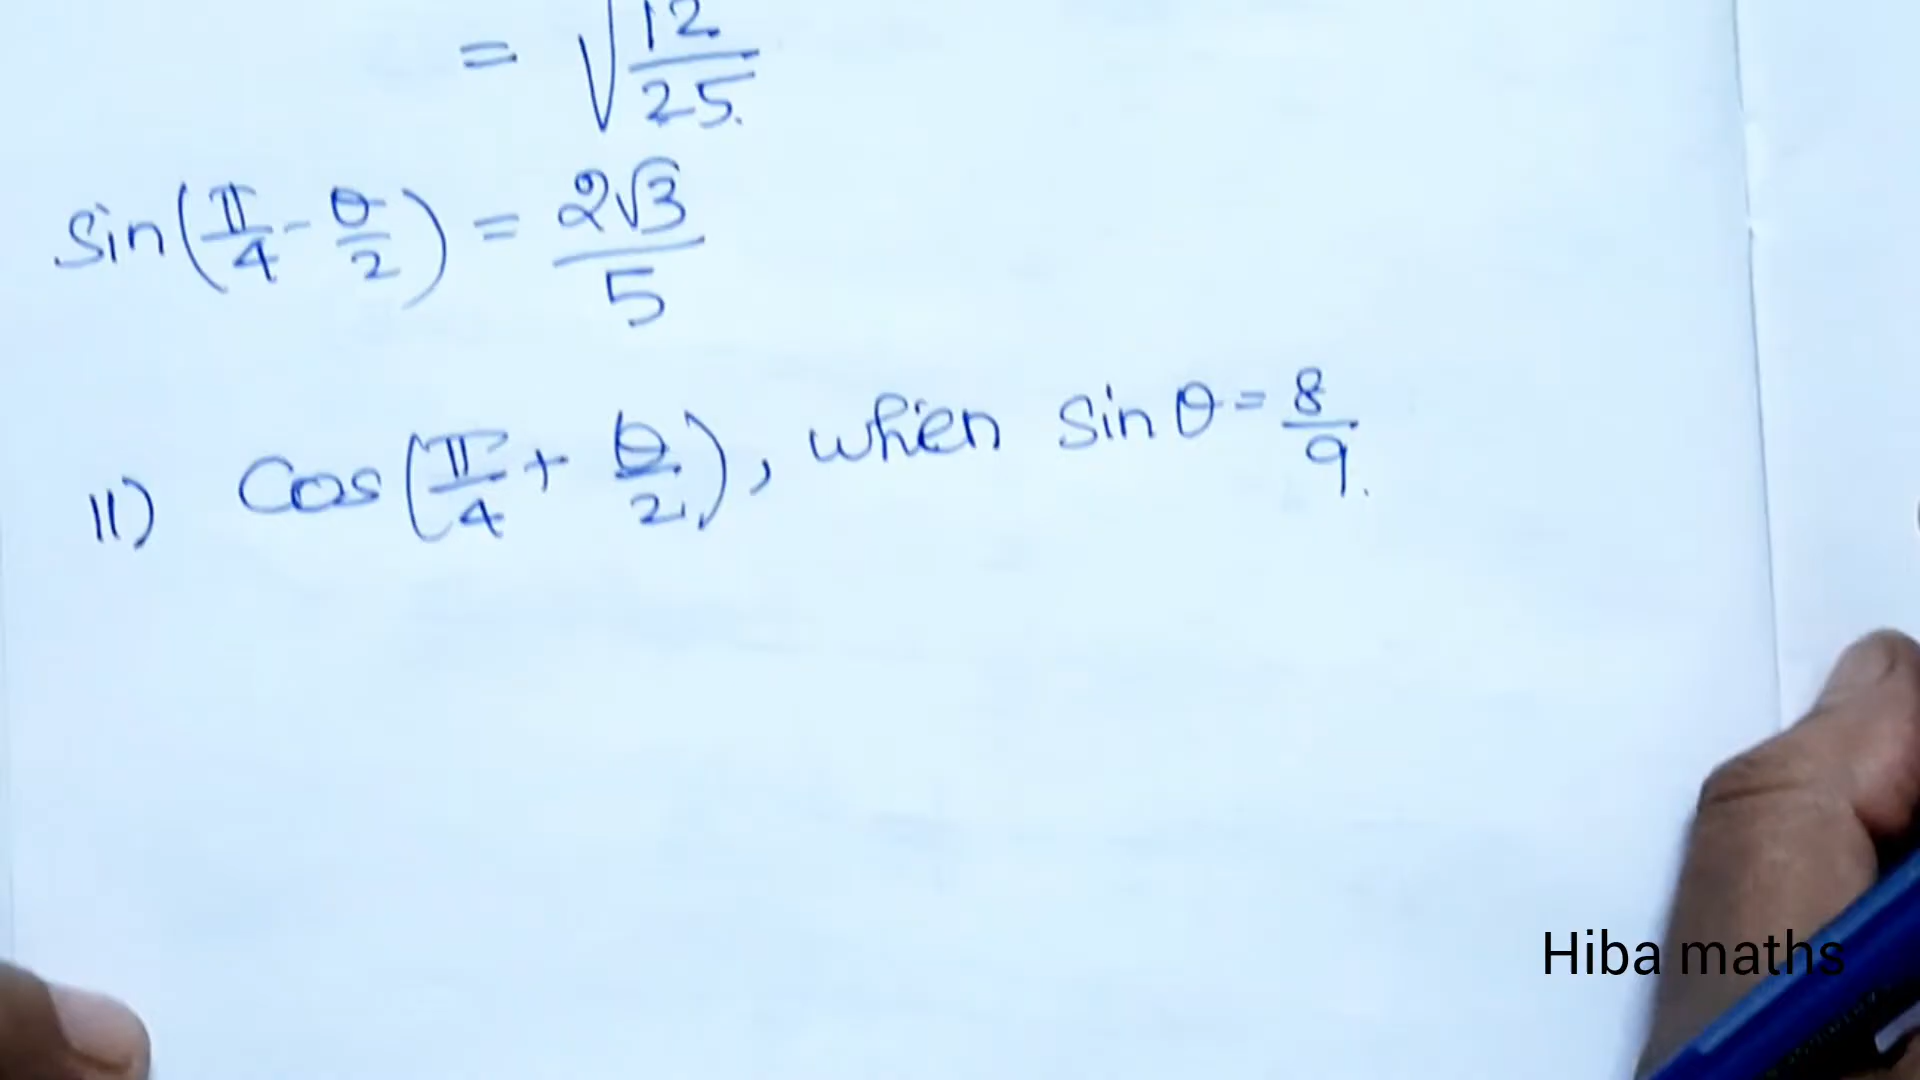 = √12/25.
sin(π/4 - θ/2) = 2√3/5
11) Cos(π/4 + θ/2), when sin θ = 8/9.
Hiba maths